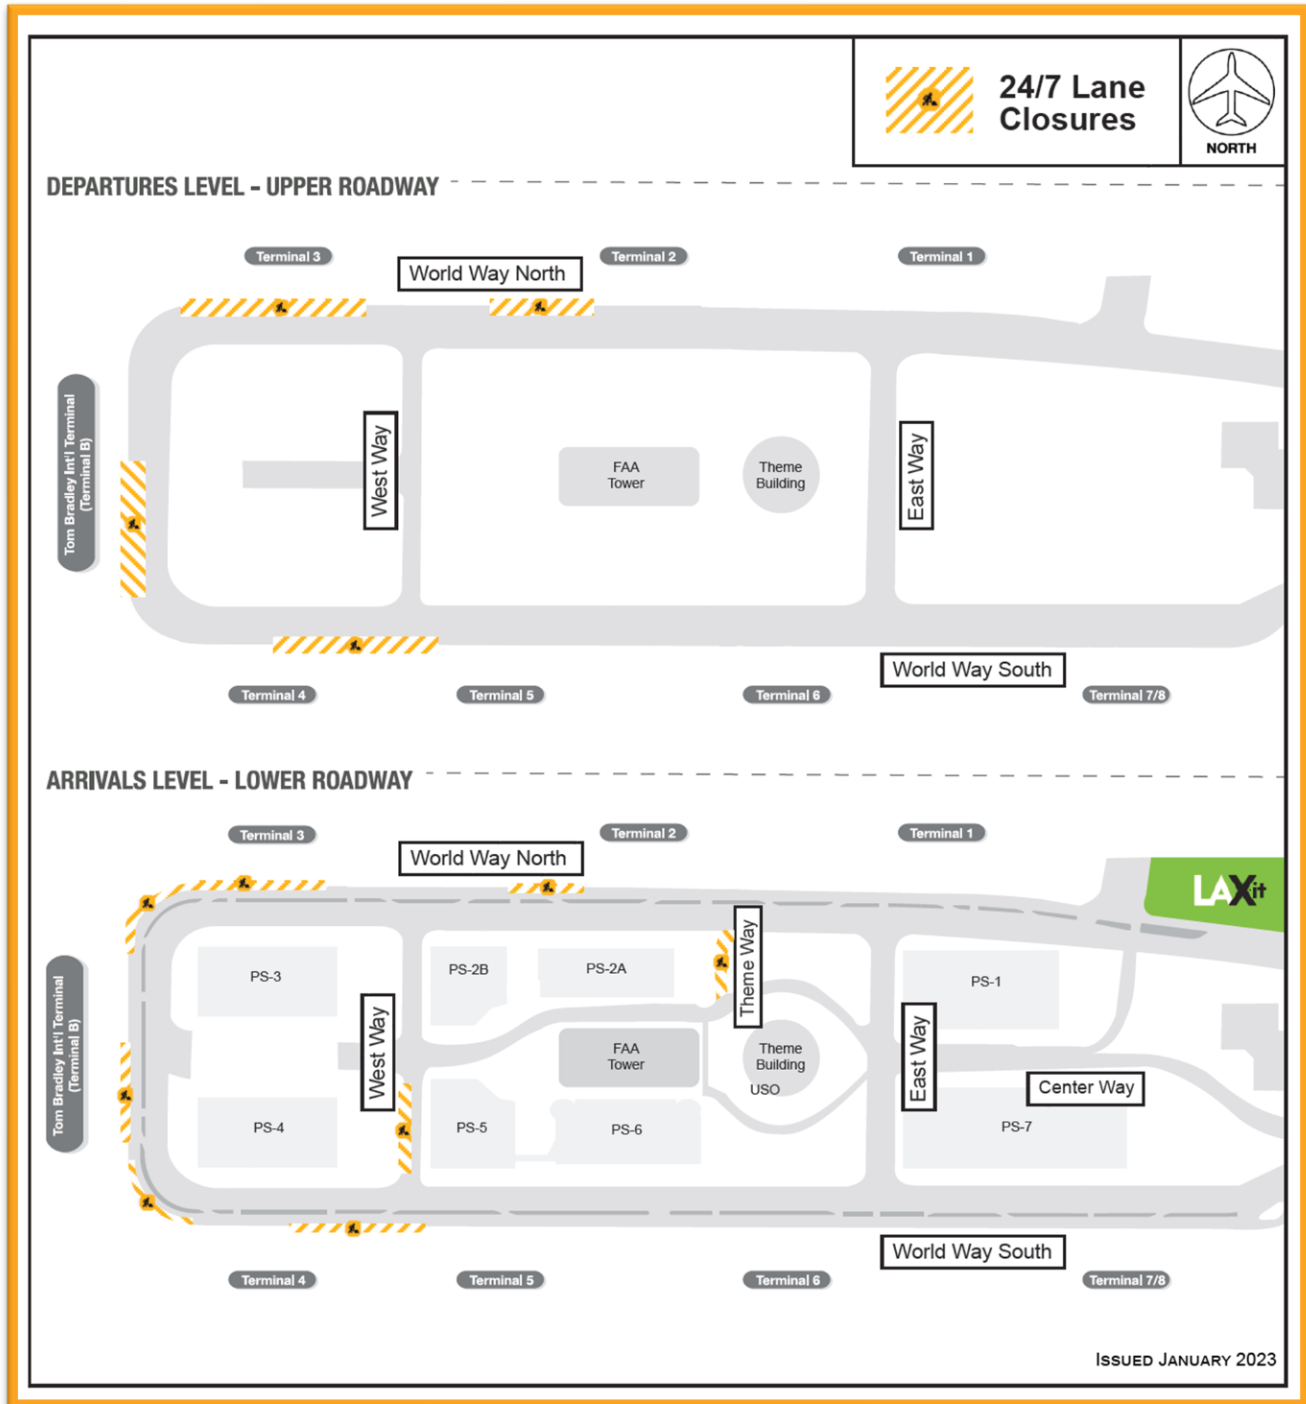 24/7 Lane
Closures
NORTH
DEPARTURES LEVEL - UPPER ROADWAY
Terminal 3
World Way North
Terminal 2
Terminal 1
Tom Bradley Int'l Terminal
(Terminal B)
West Way
FAA
Tower
Theme
Building
East Way
World Way South
Terminal 4
Terminal 5
Terminal 6
Terminal 7/8
ARRIVALS LEVEL - LOWER ROADWAY
Terminal 3
World Way North
Terminal 2
Terminal 1
LAXit
Tom Bradley Int'l Terminal
(Terminal B)
PS-3
PS-2B
PS-2A
Theme Way
PS-1
West Way
FAA
Tower
Theme
Building
USO
East Way
Center Way
PS-4
PS-5
PS-6
PS-7
World Way South
Terminal 4
Terminal 5
Terminal 6
Terminal 7/8
ISSUED JANUARY 2023